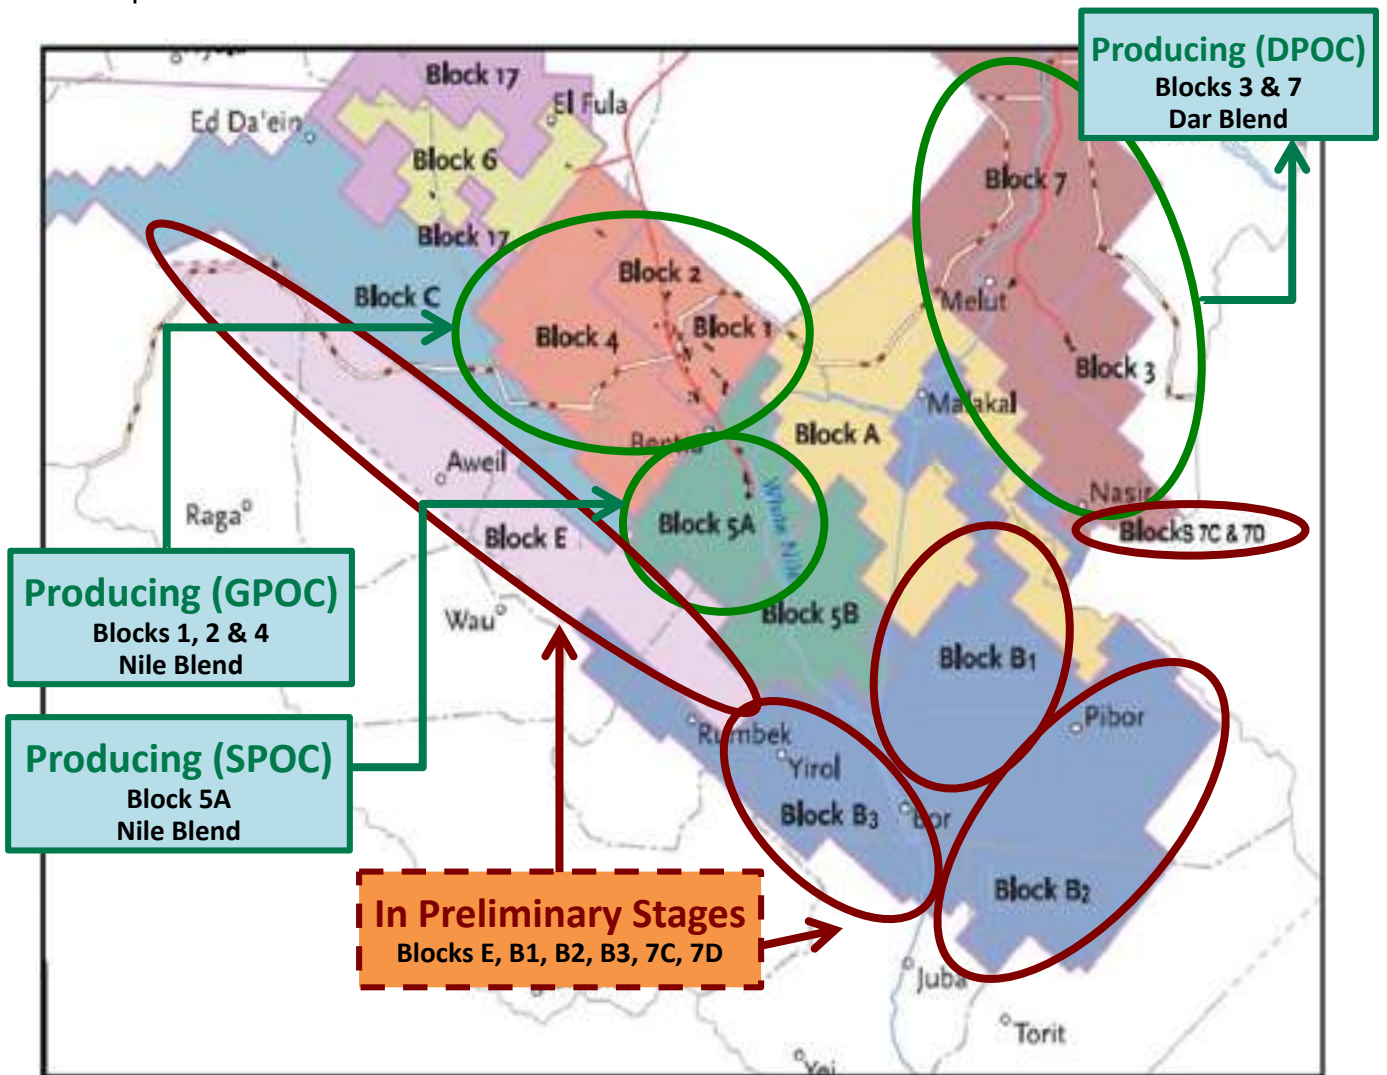 Producing (DPOC)
Blocks 3 & 7
Dar Blend
Block 17
El Fula
Ed Da'ein
Block 6
Block 7
Block 17
Block 2
Block C
Melut
Block 1
Block 4
Block 3
Malakal
Block A
Bentiu
Aweil
Nasir
Raga
White Nile
Block 5A
BlockS 7C & 7D
Block E
Producing (GPOC)
Blocks 1, 2 & 4
Nile Blend
Wau
Block 5B
Block B1
Pibor
Rumbek
Producing (SPOC)
Block 5A
Nile Blend
Yirol
Block B3
Bor
Block B2
In Preliminary Stages
Blocks E, B1, B2, B3, 7C, 7D
Juba
Torit
Yei